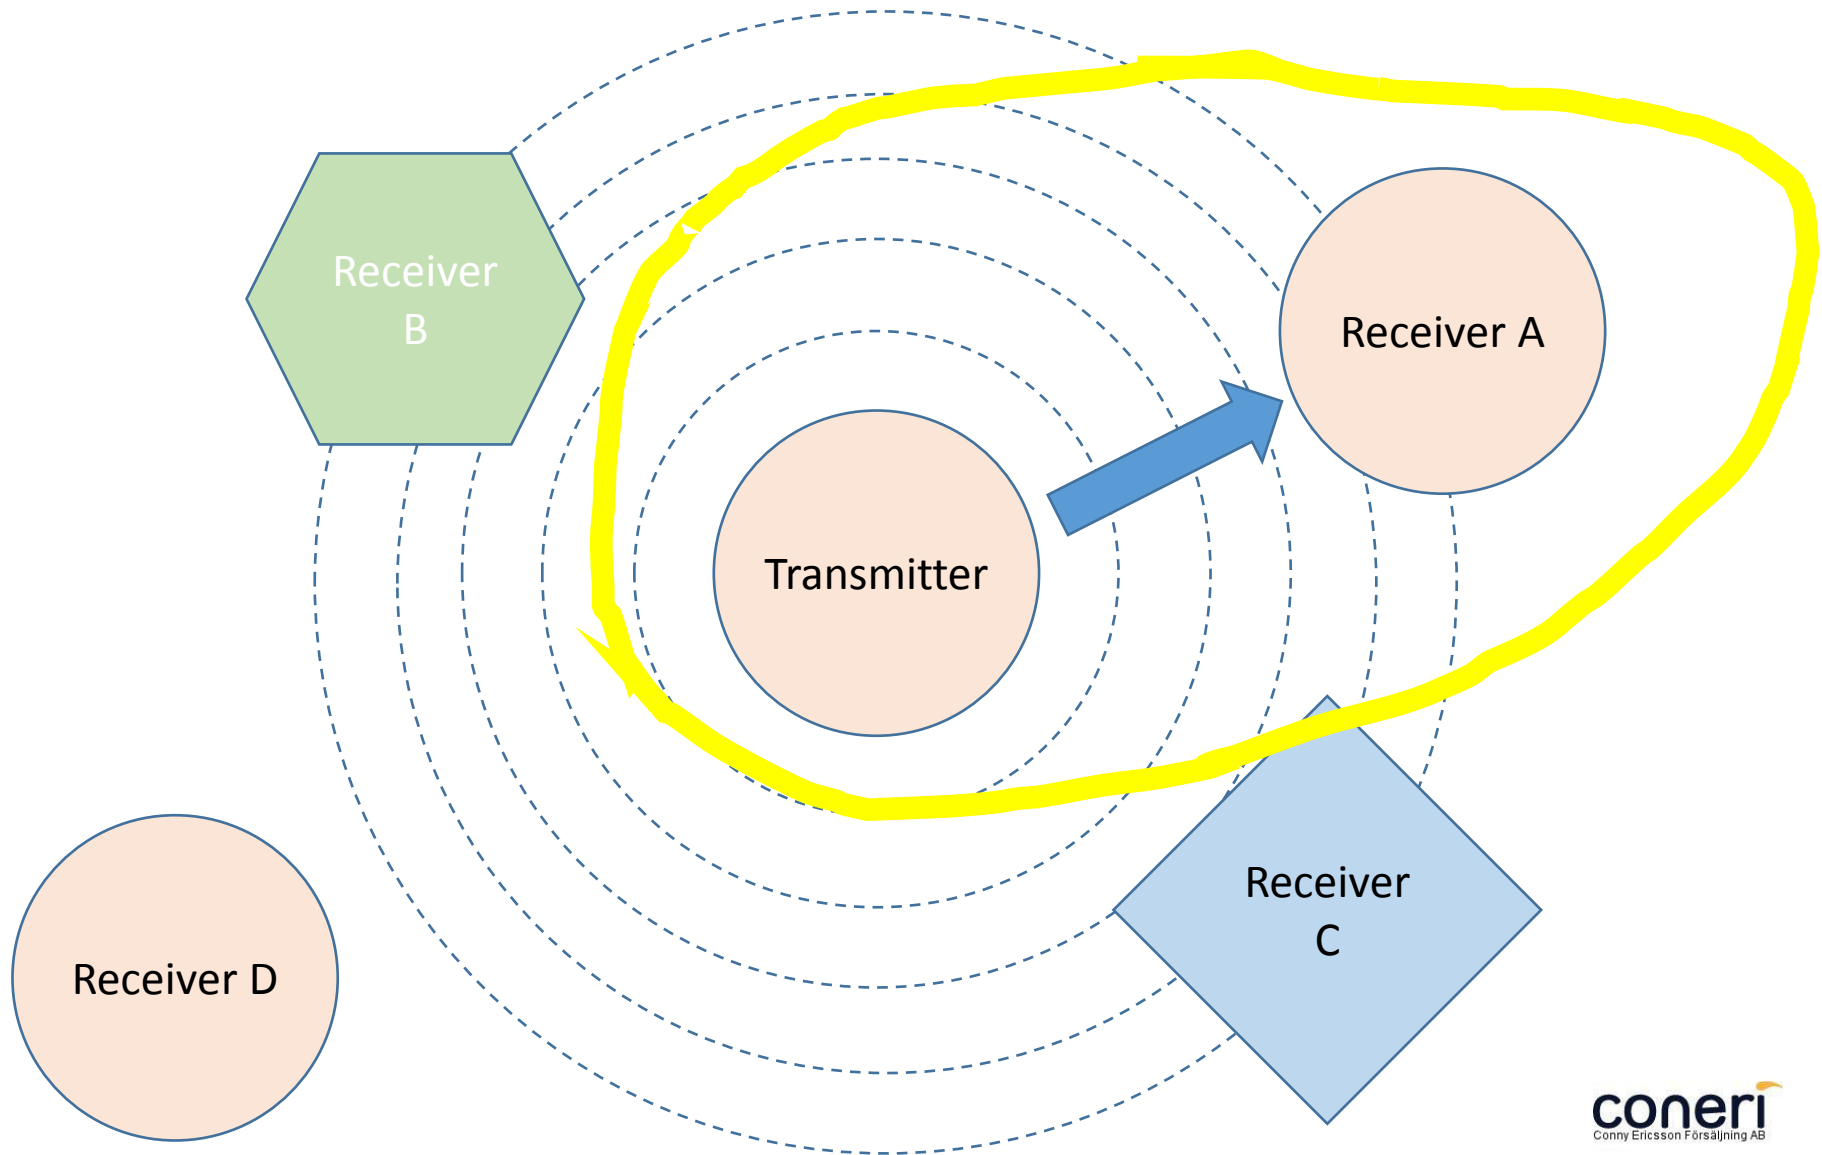 Receiver
B
Receiver A
Transmitter
Receiver
C
Receiver D
coneri
Conny Ericsson Försäljning AB